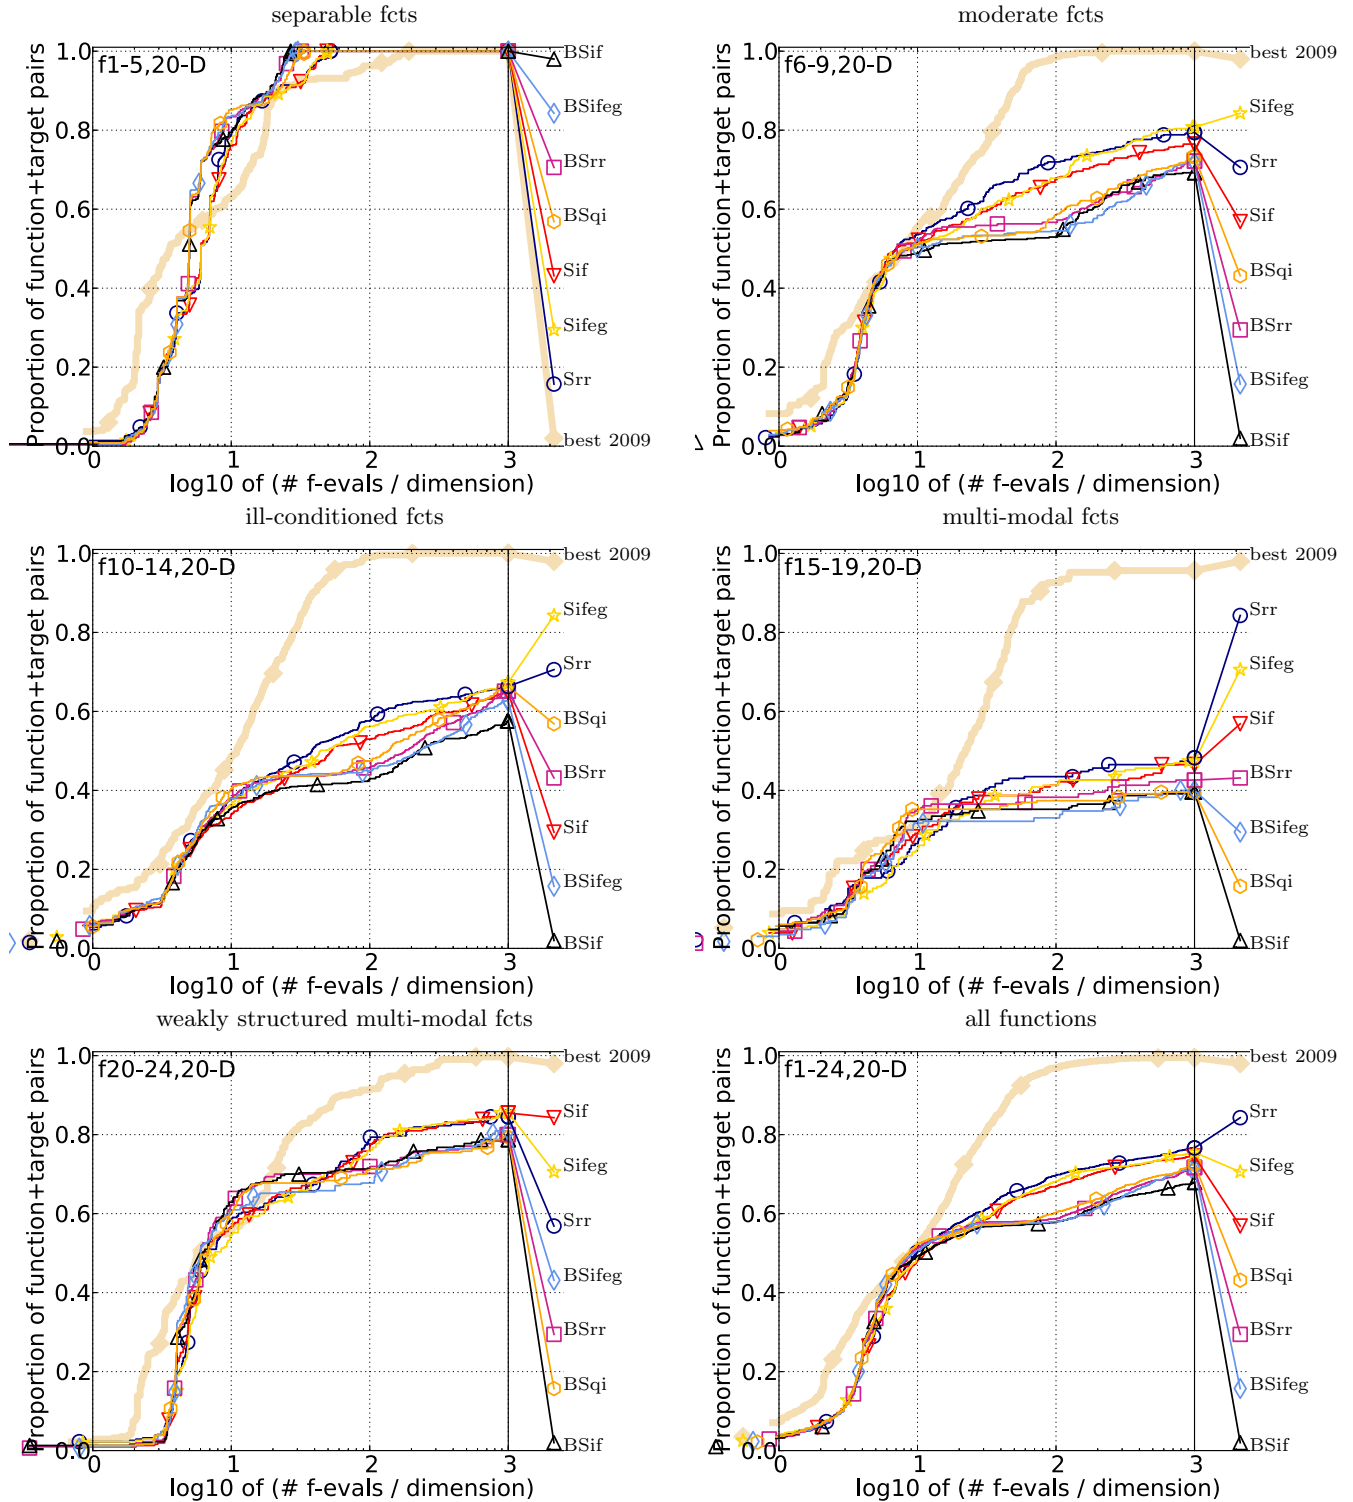 separable fcts
f1-5,20-D
Proportion of function+target pairs
1.0
0.8
0.6
0.4
0.2
0.0
0 1 2 3
log10 of (# f-evals / dimension)
BSif
BSifeg
BSrr
BSqi
Sif
Sifeg
Srr
best 2009
moderate fcts
f6-9,20-D
Proportion of function+target pairs
1.0
0.8
0.6
0.4
0.2
0.0
0 1 2 3
log10 of (# f-evals / dimension)
best 2009
Sifeg
Srr
Sif
BSqi
BSrr
BSifeg
BSif
ill-conditioned fcts
f10-14,20-D
Proportion of function+target pairs
1.0
0.8
0.6
0.4
0.2
0.0
0 1 2 3
log10 of (# f-evals / dimension)
best 2009
Sifeg
Srr
BSqi
BSrr
Sif
BSifeg
BSif
multi-modal fcts
f15-19,20-D
Proportion of function+target pairs
1.0
0.8
0.6
0.4
0.2
0.0
0 1 2 3
log10 of (# f-evals / dimension)
best 2009
Srr
Sifeg
Sif
BSrr
BSifeg
BSqi
BSif
weakly structured multi-modal fcts
f20-24,20-D
Proportion of function+target pairs
1.0
0.8
0.6
0.4
0.2
0.0
0 1 2 3
log10 of (# f-evals / dimension)
best 2009
Sif
Sifeg
Srr
BSifeg
BSrr
BSqi
BSif
all functions
f1-24,20-D
Proportion of function+target pairs
1.0
0.8
0.6
0.4
0.2
0.0
0 1 2 3
log10 of (# f-evals / dimension)
best 2009
Srr
Sifeg
Sif
BSqi
BSrr
BSifeg
BSif